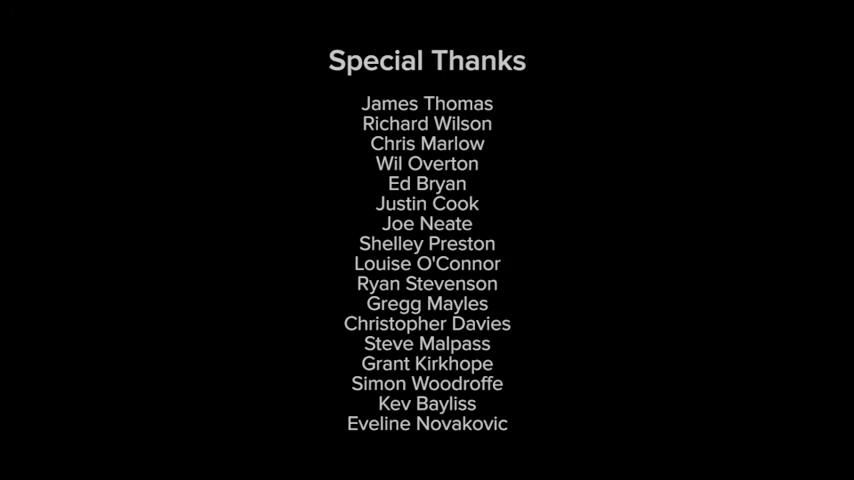 Special Thanks
James Thomas
Richard Wilson
Chris Marlow
Wil Overton
Ed Bryan
Justin Cook
Joe Neate
Shelley Preston
Louise O'Connor
Ryan Stevenson
Gregg Mayles
Christopher Davies
Steve Malpass
Grant Kirkhope
Simon Woodroffe
Kev Bayliss
Eveline Novakovic